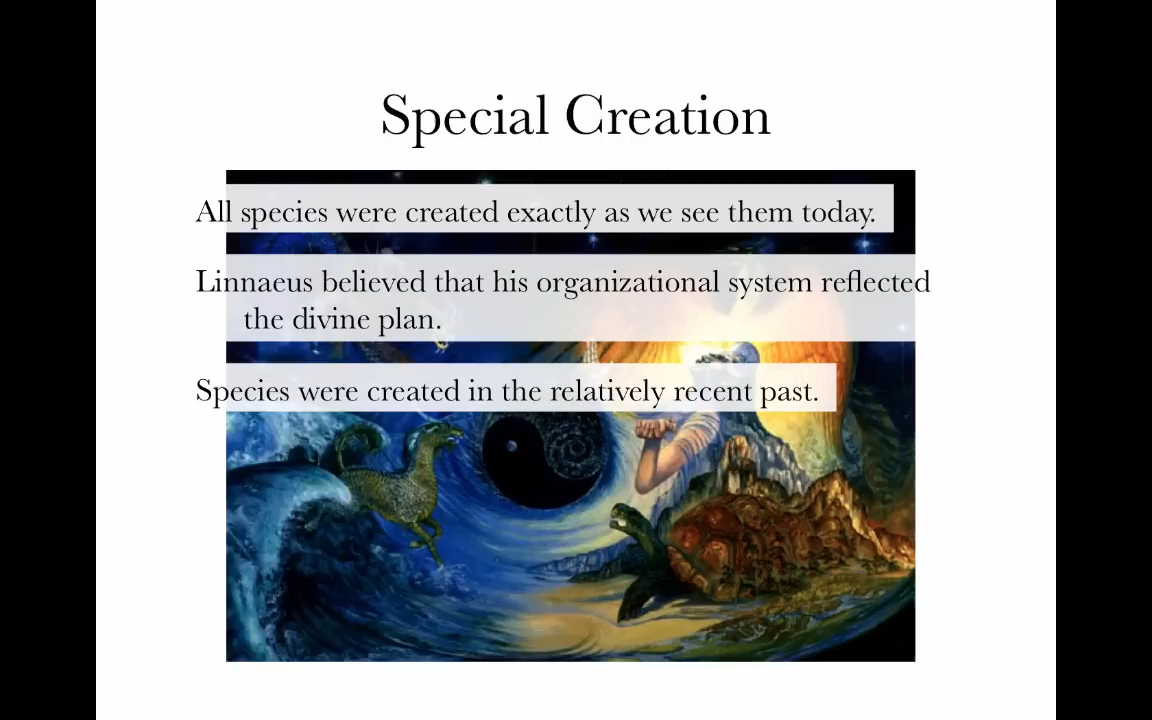 Special Creation
All species were created exactly as we see them today.
Linnaeus believed that his organizational system reflected
the divine plan.
Species were created in the relatively recent past.